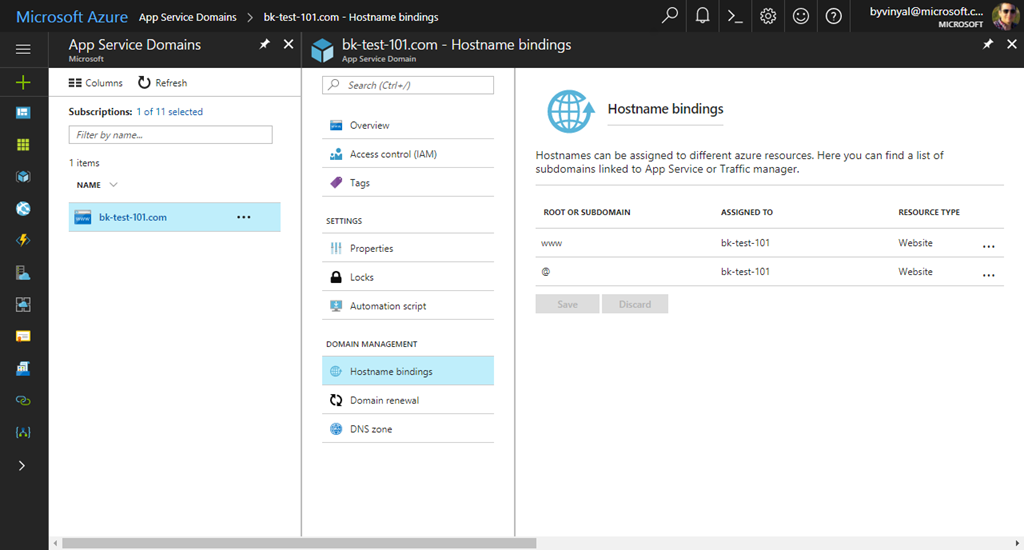 Microsoft Azure App Service Domains > bk-test-101.com - Hostname bindings
byvinyal@microsoft.c...
MICROSOFT
App Service Domains
Microsoft
Columns Refresh
Subscriptions: 1 of 11 selected
Filter by name...
1 items
NAME
bk-test-101.com ...
bk-test-101.com - Hostname bindings
App Service Domain
Search (Ctrl+/)
Overview
Access control (IAM)
Tags
SETTINGS
Properties
Locks
Automation script
DOMAIN MANAGEMENT
Hostname bindings
Domain renewal
DNS zone
Hostname bindings
Hostnames can be assigned to different azure resources. Here you can find a list of
subdomains linked to App Service or Traffic manager.
ROOT OR SUBDOMAIN ASSIGNED TO RESOURCE TYPE
www bk-test-101 Website ...
@ bk-test-101 Website ...
Save Discard